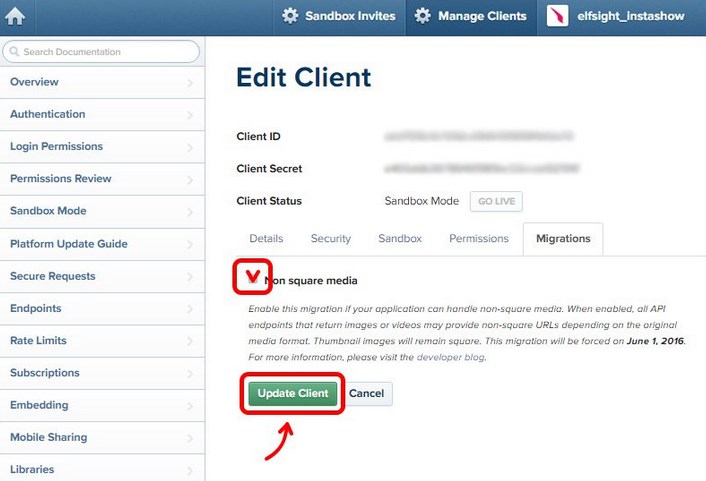 Sandbox Invites
Manage Clients
elfsight_instashow
Search Documentation
Overview
Authentication
Login Permissions
Permissions Review
Sandbox Mode
Platform Update Guide
Secure Requests
Endpoints
Rate Limits
Subscriptions
Embedding
Mobile Sharing
Libraries
Edit Client
Client ID
Client Secret
Client Status Sandbox Mode GO LIVE
Details Security Sandbox Permissions Migrations
Non square media
Enable this migration if your application can handle non-square media. When enabled, all API
endpoints that return images or videos may provide non-square URLs depending on the original
media format. Thumbnail images will remain square. This migration will be forced on June 1, 2016.
For more information, please visit the developer blog.
Update Client Cancel